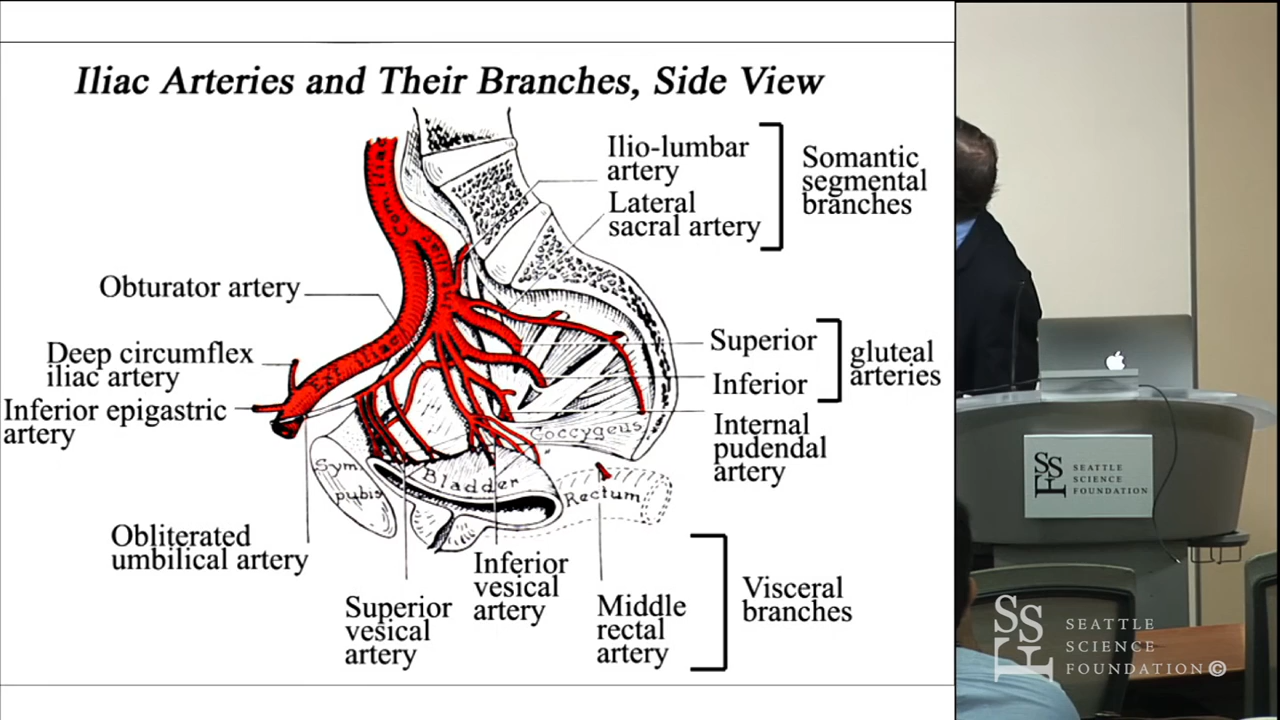 Iliac Arteries and Their Branches, Side View
Ilio-lumbar
artery
Lateral
sacral artery
Somantic
segmental
branches
Com. iliac
Iliac
Obturator artery
Deep circumflex
iliac artery
Ext. iliac
Inferior epigastric
artery
Superior
Inferior
gluteal
arteries
Internal
pudendal
artery
Coccygeus
Sym.
pubis
Bladder
Rectum
Obliterated
umbilical artery
Superior
vesical
artery
Inferior
vesical
artery
Middle
rectal
artery
Visceral
branches
SEATTLE
SCIENCE
FOUNDATION
SEATTLE
SCIENCE
FOUNDATION©